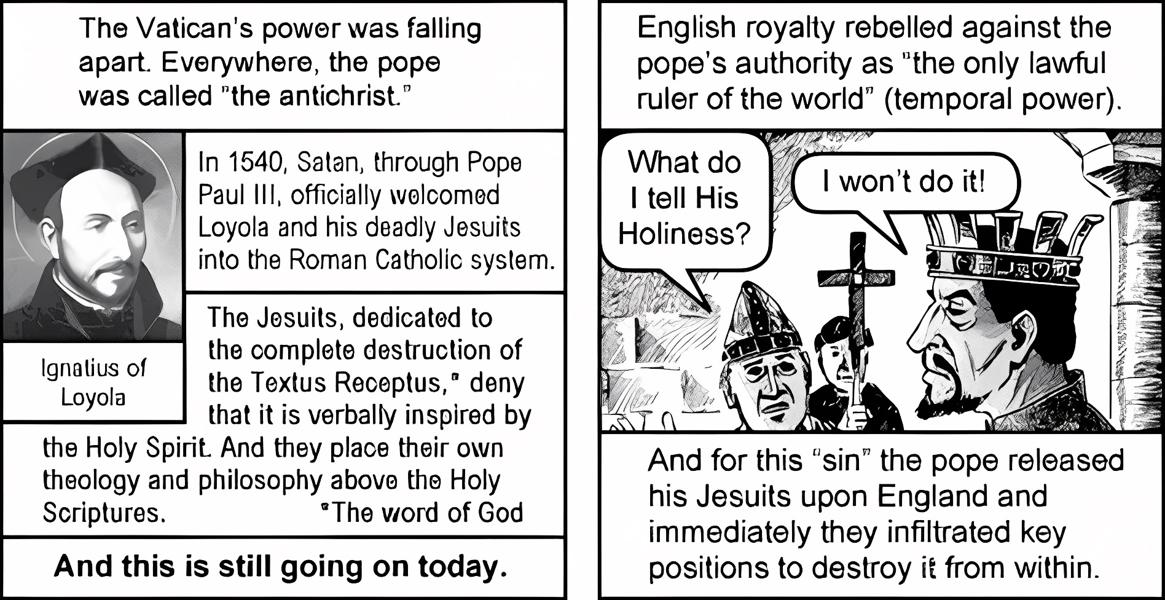 The Vatican's power was falling
apart. Everywhere, the pope
was called "the antichrist."
In 1540, Satan, through Pope
Paul III, officially welcomed
Loyola and his deadly Jesuits
into the Roman Catholic system.
Ignatius of
Loyola
The Jesuits, dedicated to
the complete destruction of
the Textus Receptus,* deny
that it is verbally inspired by
the Holy Spirit. And they place their own
theology and philosophy above the Holy
Scriptures.
*The word of God
And this is still going on today.
English royalty rebelled against the
pope's authority as "the only lawful
ruler of the world" (temporal power).
What do
I tell His
Holiness?
I won't do it!
And for this "sin" the pope released
his Jesuits upon England and
immediately they infiltrated key
positions to destroy it from within.